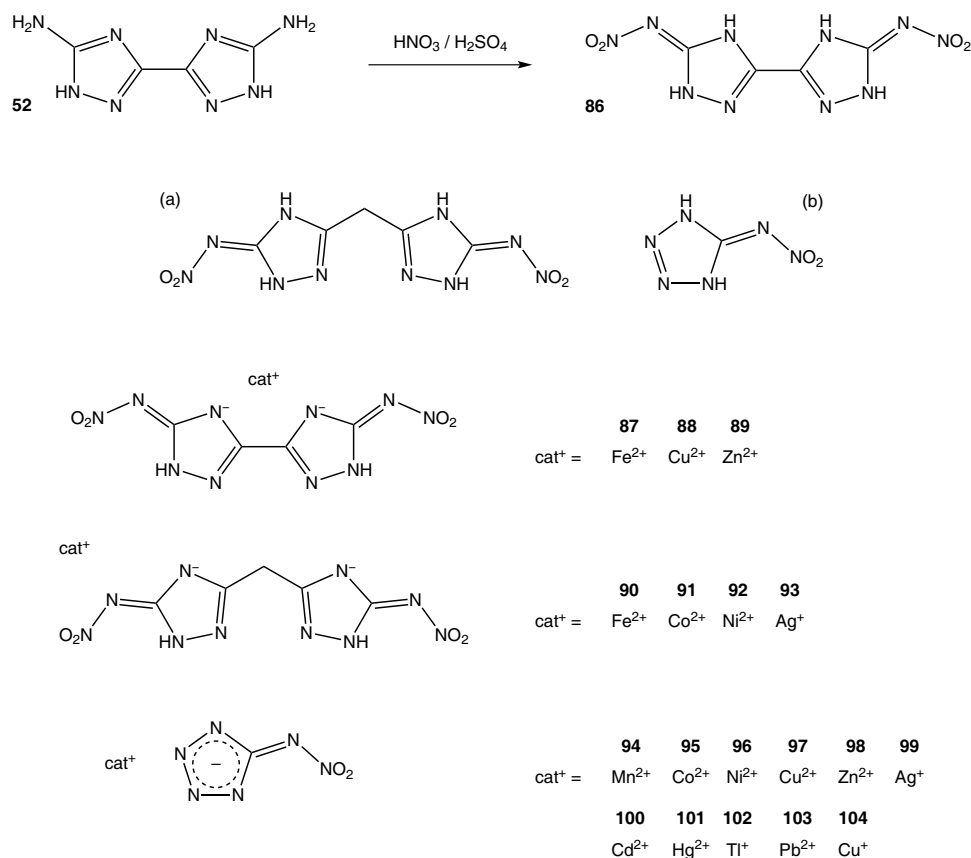 H₂N N N NH₂
HNO₃ / H₂SO₄
O₂N N H N H N N NO₂
52 HN N N NH
86 HN N N NH
(a) H N H N (b) H N
N N N NO₂
O₂N HN N N NH NO₂ N N NH
cat⁺
O₂N N N⁻ N⁻ N NO₂
HN N N NH
87 88 89
cat⁺ = Fe²⁺ Cu²⁺ Zn²⁺
cat⁺
N N⁻ N⁻ N
O₂N HN N N NH NO₂
90 91 92 93
cat⁺ = Fe²⁺ Co²⁺ Ni²⁺ Ag⁺
cat⁺ N N N N N − NO₂
94 95 96 97 98 99
cat⁺ = Mn²⁺ Co²⁺ Ni²⁺ Cu²⁺ Zn²⁺ Ag⁺
100 101 102 103 104
Cd²⁺ Hg²⁺ Tl⁺ Pb²⁺ Cu⁺